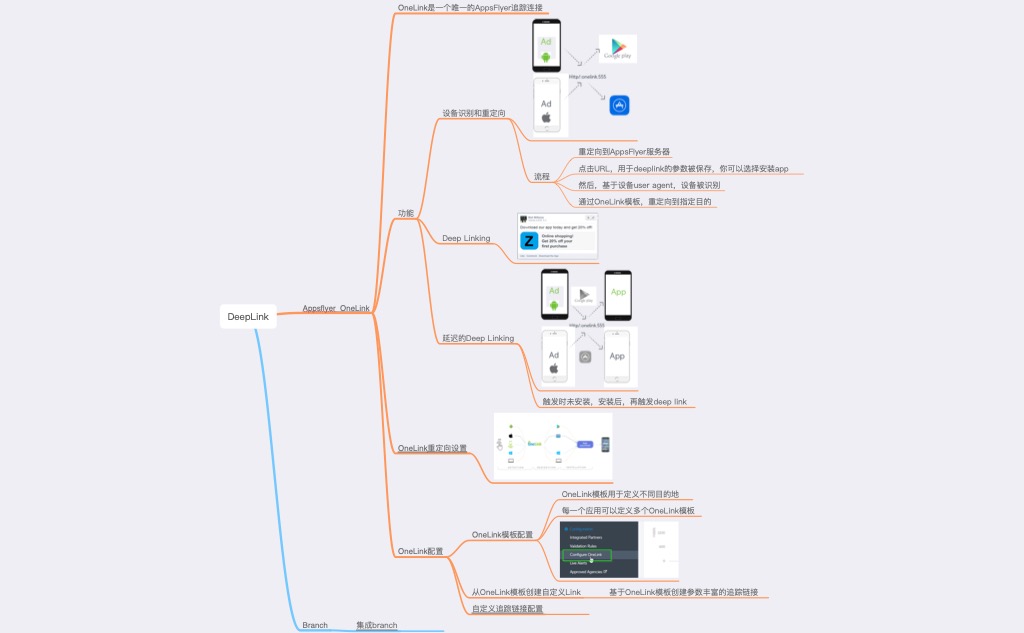 OneLink是一个唯一的AppsFlyer追踪连接
Ad
Google play
Http/:onelink.555
Ad
设备识别和重定向
重定向到AppsFlyer服务器
点击URL，用于deeplink的参数被保存，你可以选择安装app
流程
然后，基于设备user agent，设备被识别
通过OneLink模板，重定向到指定目的
功能
Download our app today and get 20% off!
Deep Linking
Z
Online shopping!
Get 20% off your
first purchase
Ad
App
Google play
DeepLink
Appsflyer OneLink
Http/:onelink.555
延迟的Deep Linking
Ad
App
触发时未安装，安装后，再触发deep link
OneLink重定向设置
OneLink模板用于定义不同目的地
每一个应用可以定义多个OneLink模板
OneLink模板配置
Integrated Partners
Validation Rules
OneLink配置
Configure OneLink
Live Alerts
Approved Agencies
从OneLink模板创建自定义Link
基于OneLink模板创建参数丰富的追踪链接
自定义追踪链接配置
Branch
集成branch